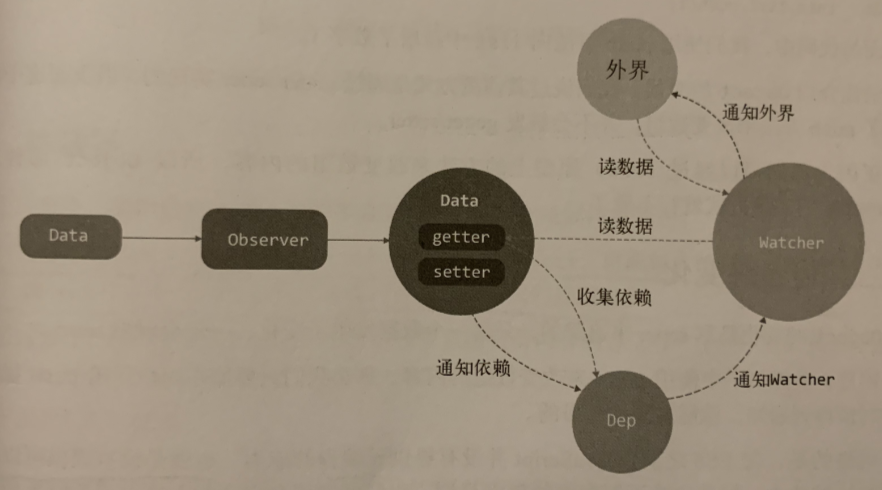 外界
通知外界
读数据
Data
Data
读数据
getter
Observer
Watcher
setter
收集依赖
通知依赖
通知Watcher
Dep